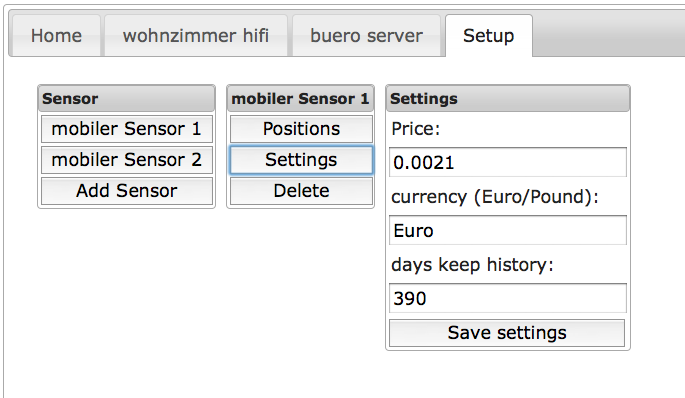 Home wohnzimmer hifi buero server Setup
Sensor
mobiler Sensor 1
mobiler Sensor 2
Add Sensor
mobiler Sensor 1
Positions
Settings
Delete
Settings
Price:
0.0021
currency (Euro/Pound):
Euro
days keep history:
390
Save settings